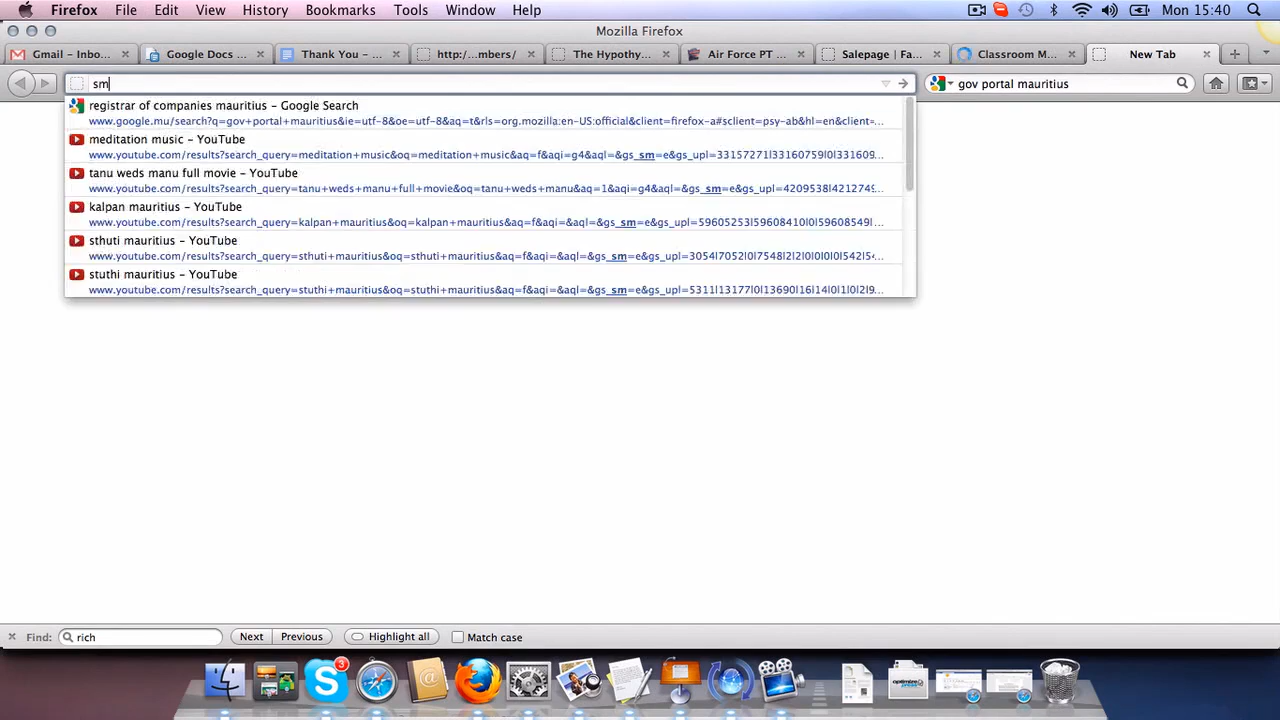 Firefox File Edit View History Bookmarks Tools Window Help Mon 15:40
Mozilla Firefox
Gmail – Inbo... Google Docs ... Thank You – ... http:/...mbers/ The Hypothy... Air Force PT ... Salepage | Fa... Classroom M... New Tab
sm gov portal mauritius
registrar of companies mauritius – Google Search
www.google.mu/search?q=gov+portal+mauritius&ie=utf-8&oe=utf-8&aq=t&rls=org.mozilla:en-US:official&client=firefox-a#sclient=psy-ab&hl=en&client=...
meditation music – YouTube
www.youtube.com/results?search_query=meditation+music&oq=meditation+music&aq=f&aqi=g4&aql=&gs_sm=e&gs_upl=33157271l33160759l0l331609...
tanu weds manu full movie – YouTube
www.youtube.com/results?search_query=tanu+weds+manu+full+movie&oq=tanu+weds+manu&aq=1&aqi=g4&aql=&gs_sm=e&gs_upl=4209538l4212749...
kalpan mauritius – YouTube
www.youtube.com/results?search_query=kalpan+mauritius&oq=kalpan+mauritius&aq=f&aqi=&aql=&gs_sm=e&gs_upl=59605253l59608410l0l59608549l...
sthuti mauritius – YouTube
www.youtube.com/results?search_query=sthuti+mauritius&oq=sthuti+mauritius&aq=f&aqi=&aql=&gs_sm=e&gs_upl=3054l7052l0l7548l2l2l0l0l0l0l542l54...
stuthi mauritius – YouTube
www.youtube.com/results?search_query=stuthi+mauritius&oq=stuthi+mauritius&aq=f&aqi=&aql=&gs_sm=e&gs_upl=5311l13177l0l13690l16l14l0l1l0l2l9...
Find: rich Next Previous Highlight all Match case
3
optimize
press